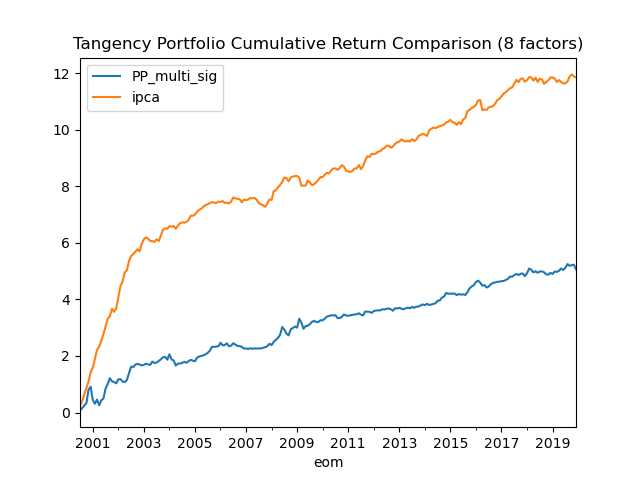 Tangency Portfolio Cumulative Return Comparison (8 factors)
PP_multi_sig
ipca
12
10
8
6
4
2
0
2001 2003 2005 2007 2009 2011 2013 2015 2017 2019
eom